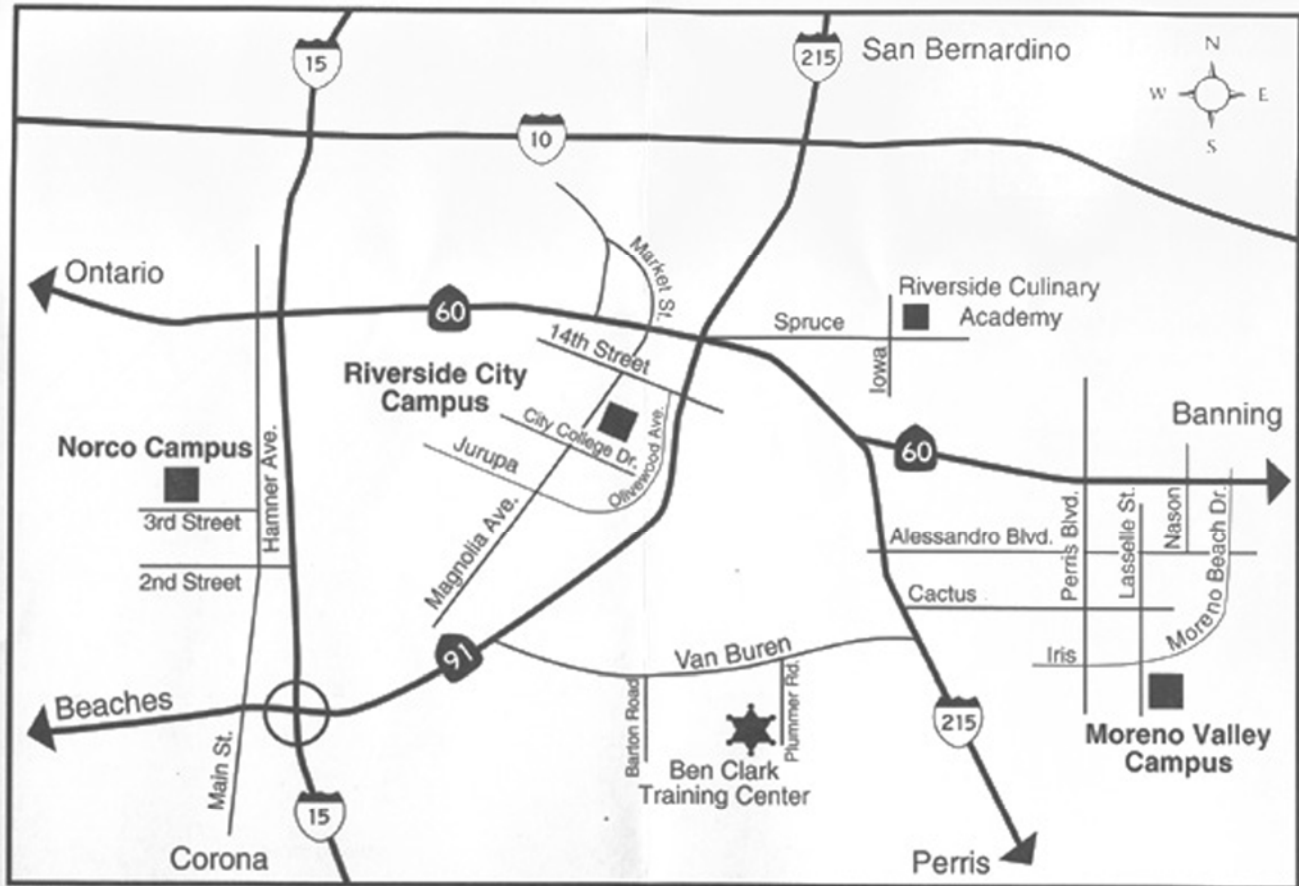 15
215
San Bernardino
N
W E
S
10
Ontario
Market St.
60
Riverside Culinary
Academy
Spruce
14th Street
Iowa
Riverside City
Campus
City College Dr.
Olivewood Ave.
Jurupa
Banning
60
Norco Campus
Hamner Ave.
3rd Street
2nd Street
Magnolia Ave.
Alessandro Blvd.
Perris Blvd.
Lasselle St.
Nason
Moreno Beach Dr.
Cactus
91
Van Buren
Iris
Beaches
Barton Road
Plummer Rd.
215
Moreno Valley
Campus
Main St.
Ben Clark
Training Center
15
Corona
Perris